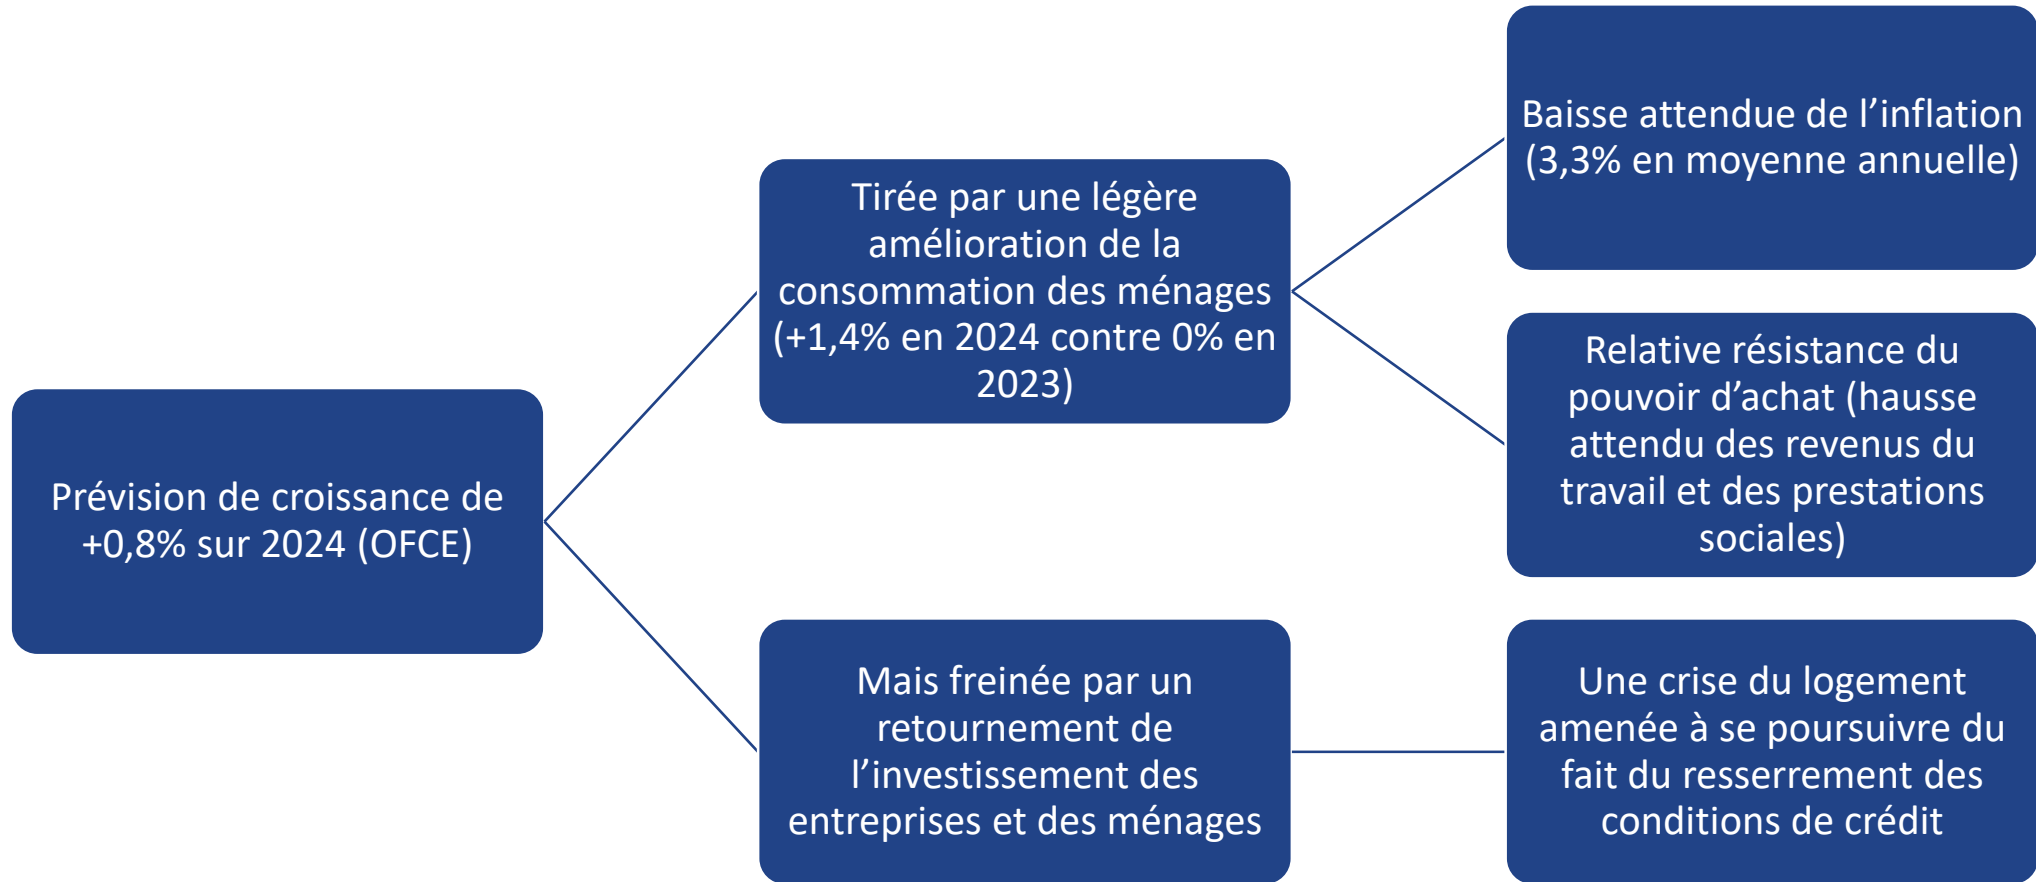 Prévision de croissance de
+0,8% sur 2024 (OFCE)
Tirée par une légère
amélioration de la
consommation des ménages
(+1,4% en 2024 contre 0% en
2023)
Baisse attendue de l’inflation
(3,3% en moyenne annuelle)
Relative résistance du
pouvoir d’achat (hausse
attendu des revenus du
travail et des prestations
sociales)
Mais freinée par un
retournement de
l’investissement des
entreprises et des ménages
Une crise du logement
amenée à se poursuivre du
fait du resserrement des
conditions de crédit